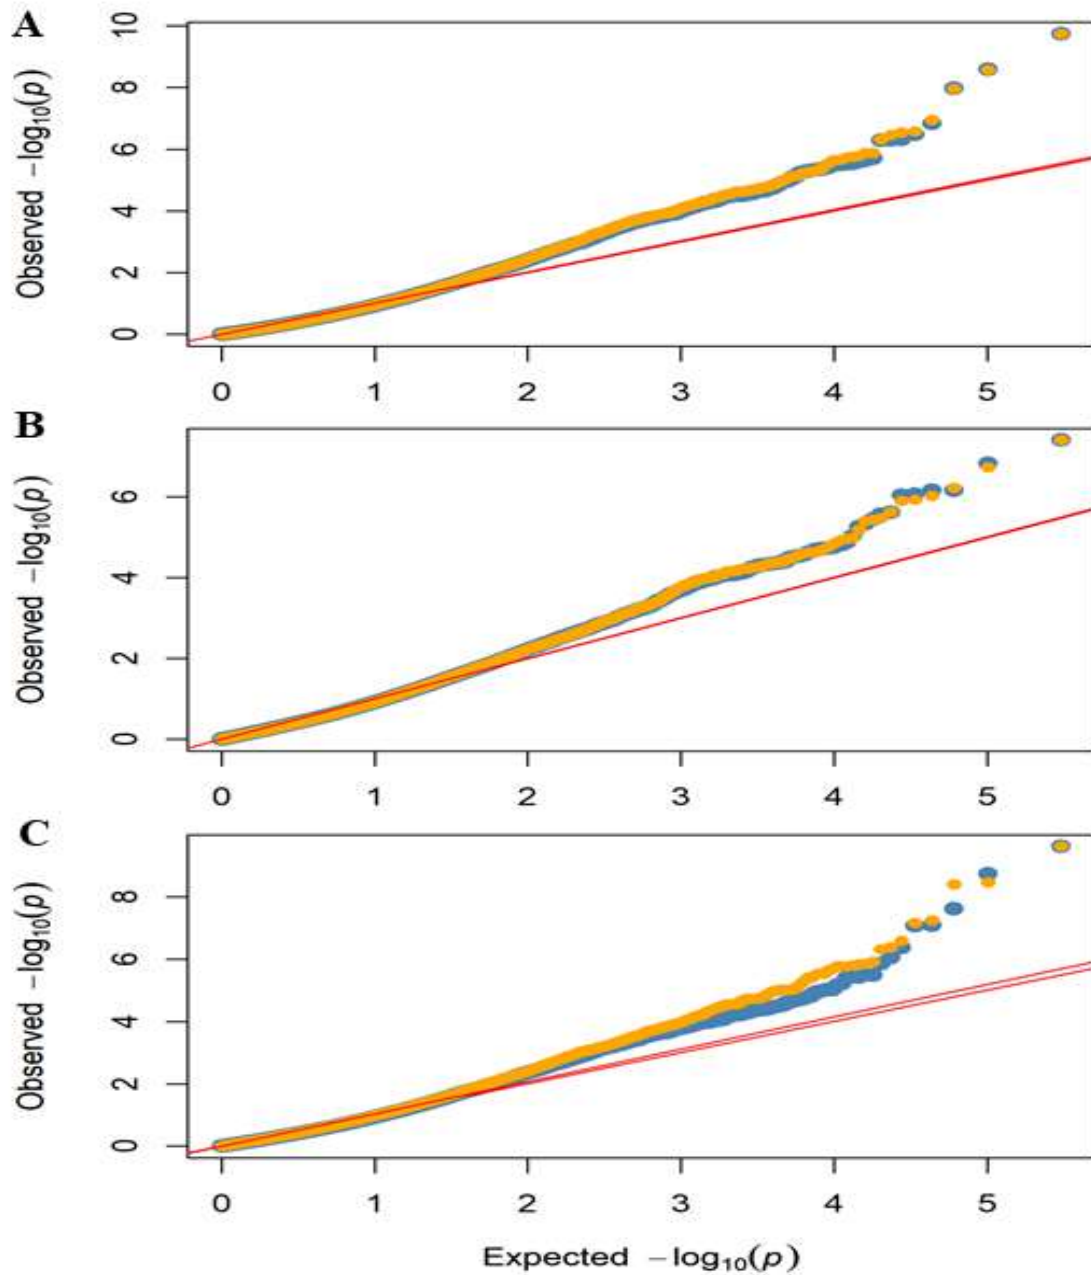 A
Observed −log10(p)
0 2 4 6 8 10
0 1 2 3 4 5
B
Observed −log10(p)
0 2 4 6
0 1 2 3 4 5
C
Observed −log10(p)
0 2 4 6 8
0 1 2 3 4 5
Expected −log10(p)